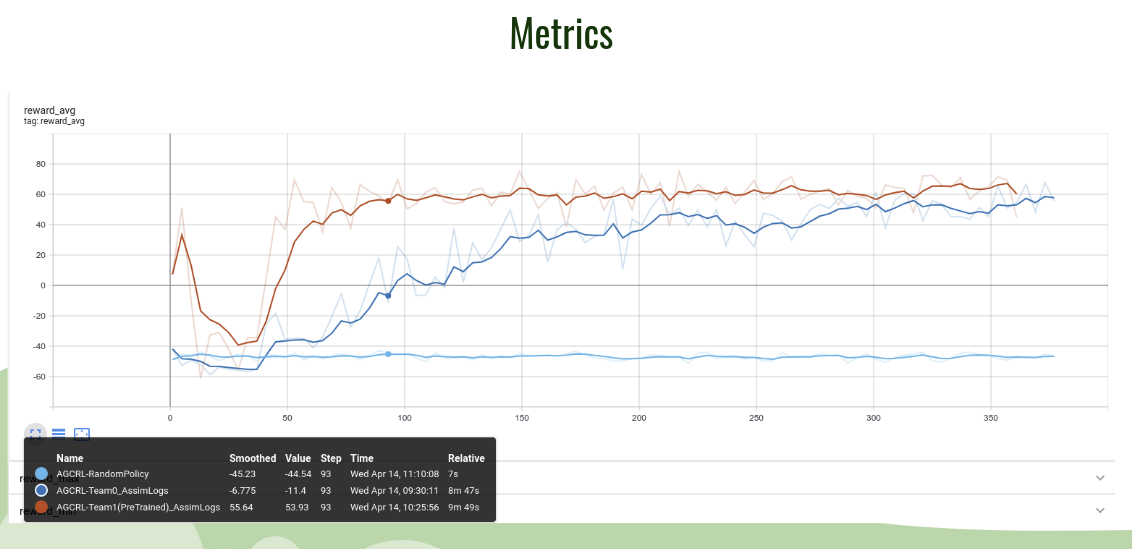 Metrics
reward_avg
tag: reward_avg
80
60
40
20
0
-20
-40
-60
0 50 100 150 200 250 300 350
Name Smoothed Value Step Time Relative
AGCRL-RandomPolicy -45.23 -44.54 93 Wed Apr 14, 11:10:08 7s
AGCRL-Team0_AssimLogs -6.775 -11.4 93 Wed Apr 14, 09:30:11 8m 47s
AGCRL-Team1(PreTrained)_AssimLogs 55.64 53.93 93 Wed Apr 14, 10:25:56 9m 49s